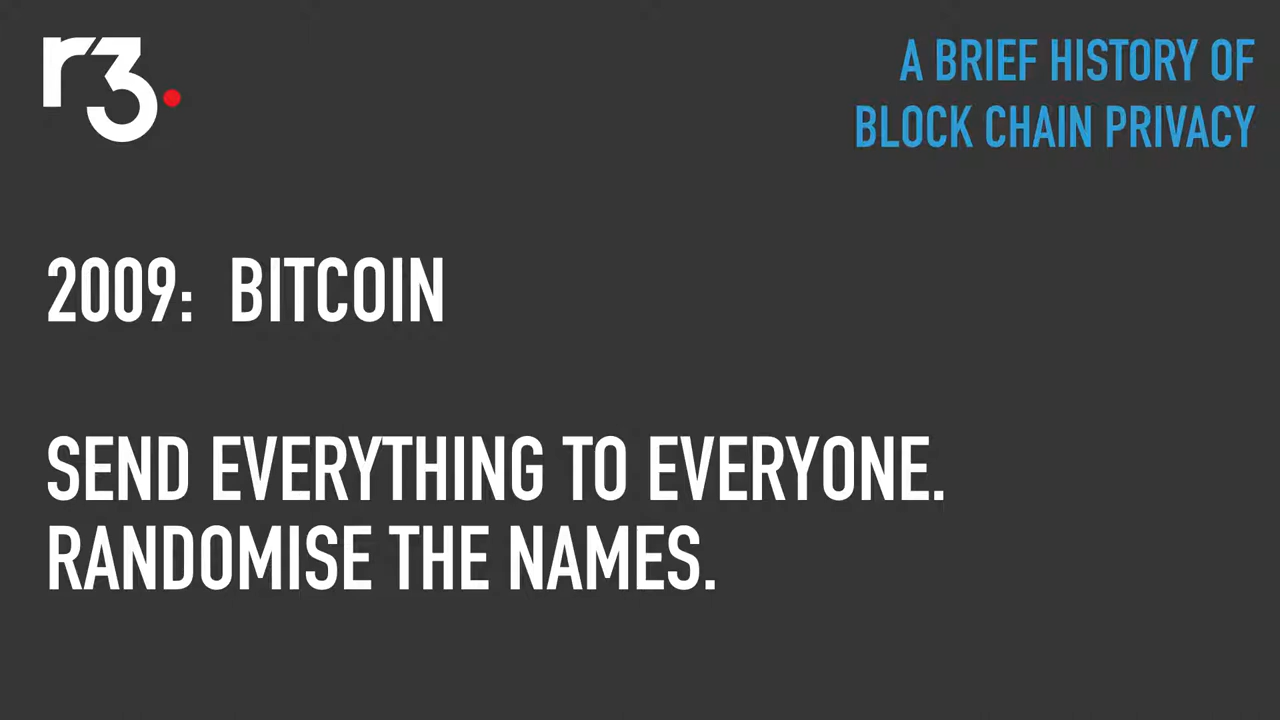 r3.
A BRIEF HISTORY OF
BLOCK CHAIN PRIVACY
2009: BITCOIN
SEND EVERYTHING TO EVERYONE.
RANDOMISE THE NAMES.